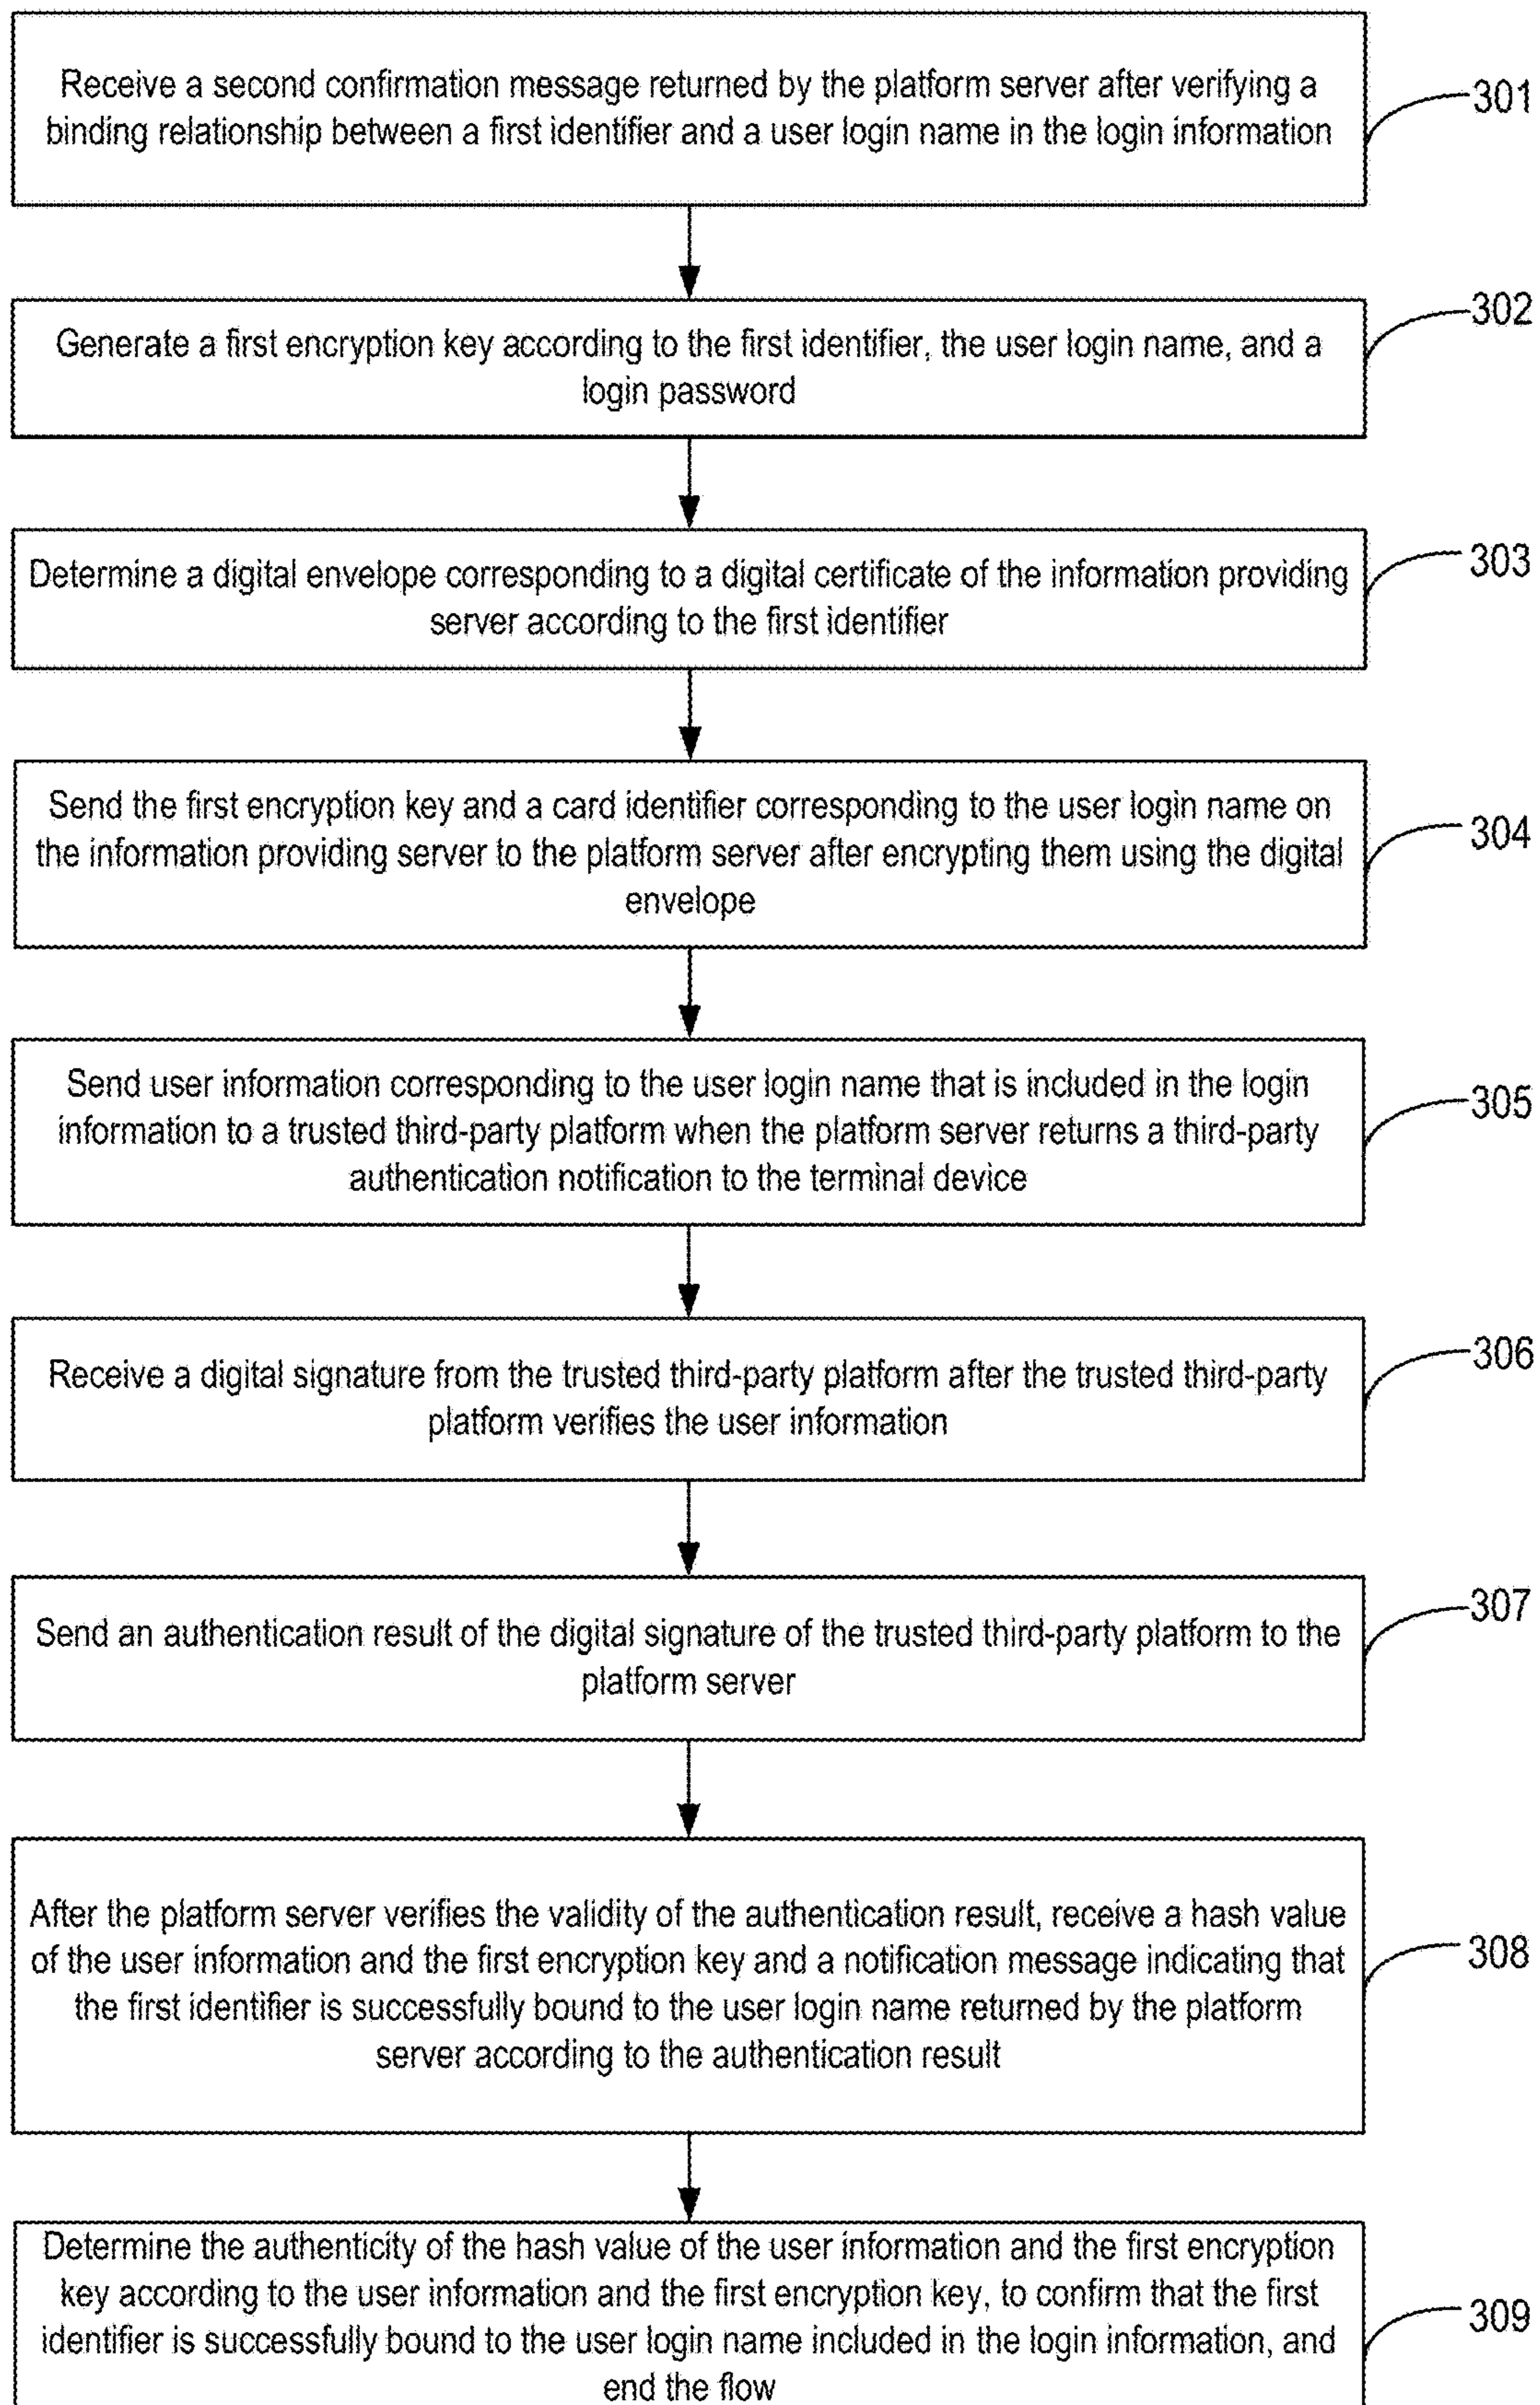 Receive a second confirmation message returned by the platform server after verifying a
binding relationship between a first identifier and a user login name in the login information
301
Generate a first encryption key according to the first identifier, the user login name, and a
login password
302
Determine a digital envelope corresponding to a digital certificate of the information providing
server according to the first identifier
303
Send the first encryption key and a card identifier corresponding to the user login name on
the information providing server to the platform server after encrypting them using the digital
envelope
304
Send user information corresponding to the user login name that is included in the login
information to a trusted third-party platform when the platform server returns a third-party
authentication notification to the terminal device
305
Receive a digital signature from the trusted third-party platform after the trusted third-party
platform verifies the user information
306
Send an authentication result of the digital signature of the trusted third-party platform to the
platform server
307
After the platform server verifies the validity of the authentication result, receive a hash value
of the user information and the first encryption key and a notification message indicating that
the first identifier is successfully bound to the user login name returned by the platform
server according to the authentication result
308
Determine the authenticity of the hash value of the user information and the first encryption
key according to the user information and the first encryption key, to confirm that the first
identifier is successfully bound to the user login name included in the login information, and
end the flow
309